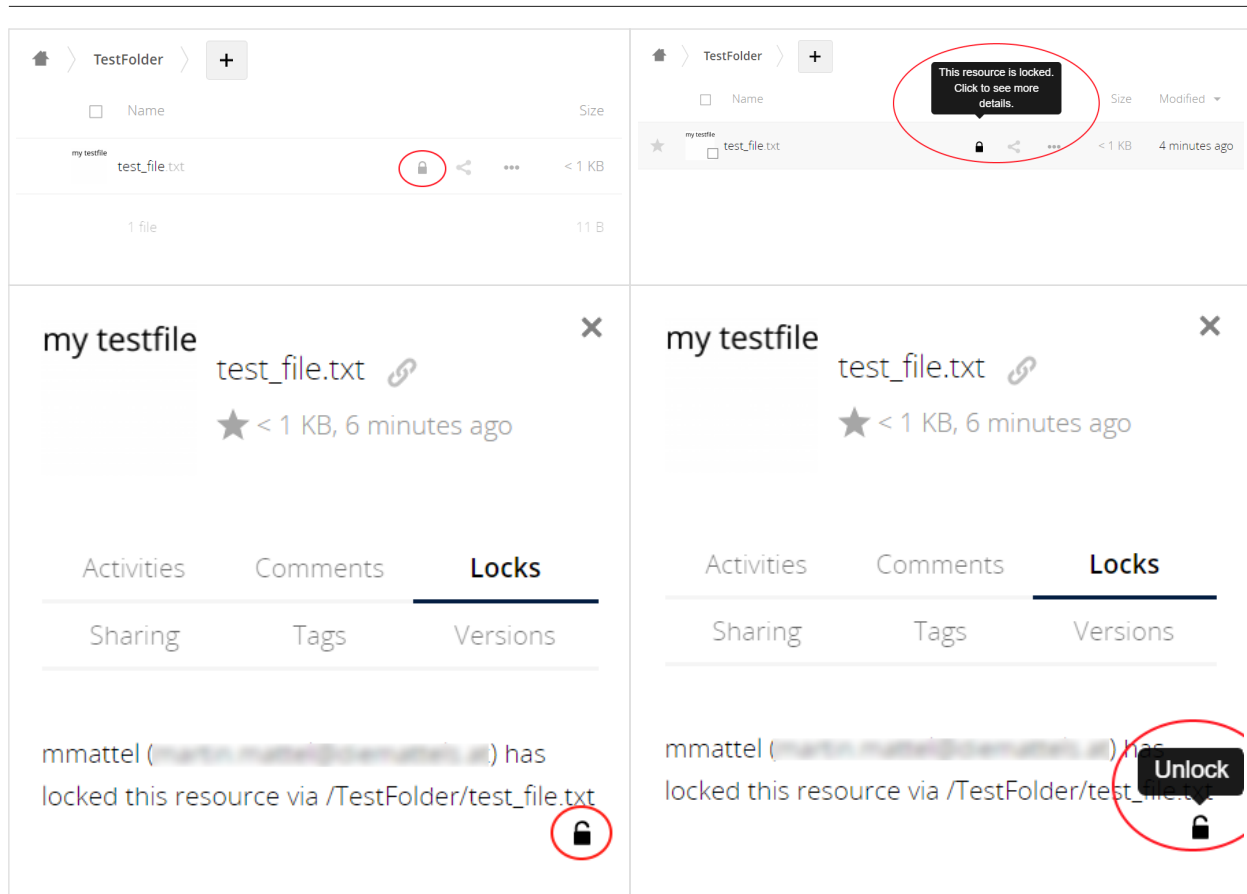 TestFolder +
Name Size
my testfile
test_file.txt < 1 KB
1 file 11 B
TestFolder +
This resource is locked.
Click to see more
details.
Name Size Modified
my testfile
test_file.txt < 1 KB 4 minutes ago
my testfile
test_file.txt
< 1 KB, 6 minutes ago
Activities Comments Locks
Sharing Tags Versions
mmattel ( ) has
locked this resource via /TestFolder/test_file.txt
my testfile
test_file.txt
< 1 KB, 6 minutes ago
Activities Comments Locks
Sharing Tags Versions
mmattel ( ) has
Unlock
locked this resource via /TestFolder/test_file.txt